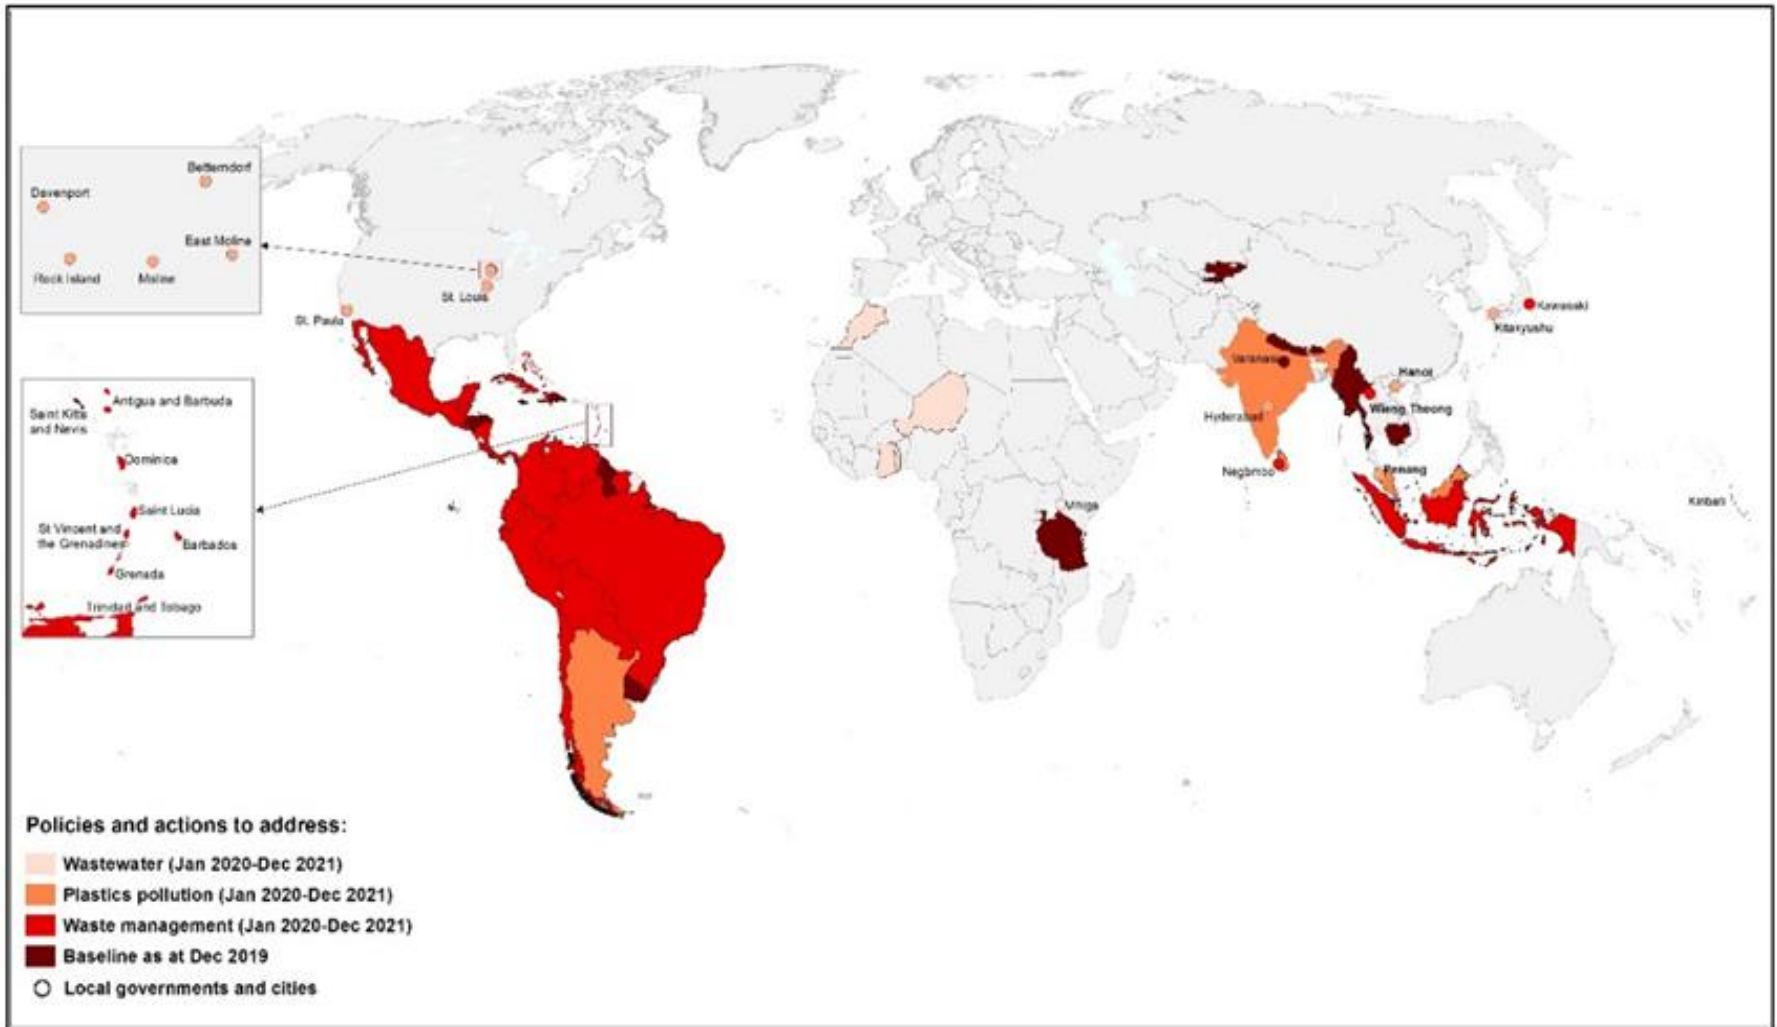 Betterndorf
Davenport
East Moline
Rock Island
Moline
St. Louis
St. Paula
Saint Kitts
and Nevis
Antigua and Barbuda
Dominica
Saint Lucia
St Vincent and
the Grenadines
Barbados
Grenada
Trinidad and Tobago
Kawasaki
Kitakyushu
Varanasi
Hanoi
Wieng Theong
Hyderabad
Negombo
Penang
Kiribati
Policies and actions to address:
Wastewater (Jan 2020-Dec 2021)
Plastics pollution (Jan 2020-Dec 2021)
Waste management (Jan 2020-Dec 2021)
Baseline as at Dec 2019
Local governments and cities